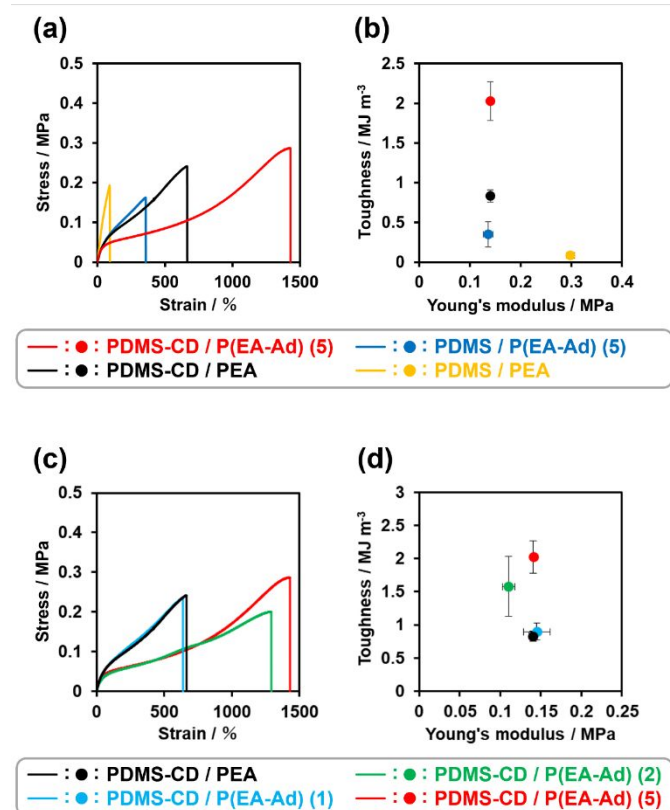 (a)
(b)
Stress / MPa
0.5
0.4
0.3
0.2
0.1
0
0
500
1000
1500
Strain / %
Toughness / MJ m⁻³
2.5
2
1.5
1
0.5
0
0
0.1
0.2
0.3
0.4
Young's modulus / MPa
: ● : PDMS-CD / P(EA-Ad) (5)
: ● : PDMS / P(EA-Ad) (5)
: ● : PDMS-CD / PEA
: ● : PDMS / PEA
(c)
(d)
Stress / MPa
0.5
0.4
0.3
0.2
0.1
0
0
500
1000
1500
Strain / %
Toughness / MJ m⁻³
3
2.5
2
1.5
1
0.5
0
0
0.05
0.1
0.15
0.2
0.25
Young's modulus / MPa
: ● : PDMS-CD / PEA
: ● : PDMS-CD / P(EA-Ad) (2)
: ● : PDMS-CD / P(EA-Ad) (1)
: ● : PDMS-CD / P(EA-Ad) (5)